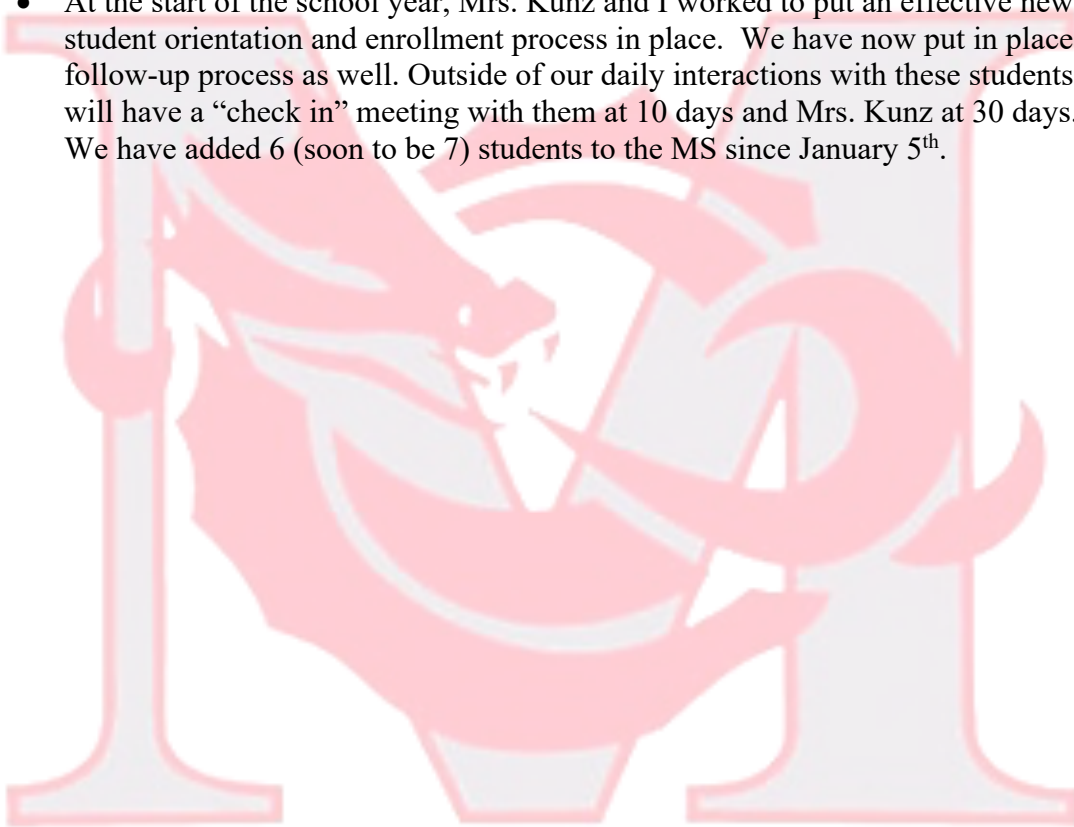 • At the start of the school year, Mrs. Kunz and I worked to put an effective new
student orientation and enrollment process in place.  We have now put in place
follow-up process as well. Outside of our daily interactions with these students
will have a “check in” meeting with them at 10 days and Mrs. Kunz at 30 days.
We have added 6 (soon to be 7) students to the MS since January 5th.